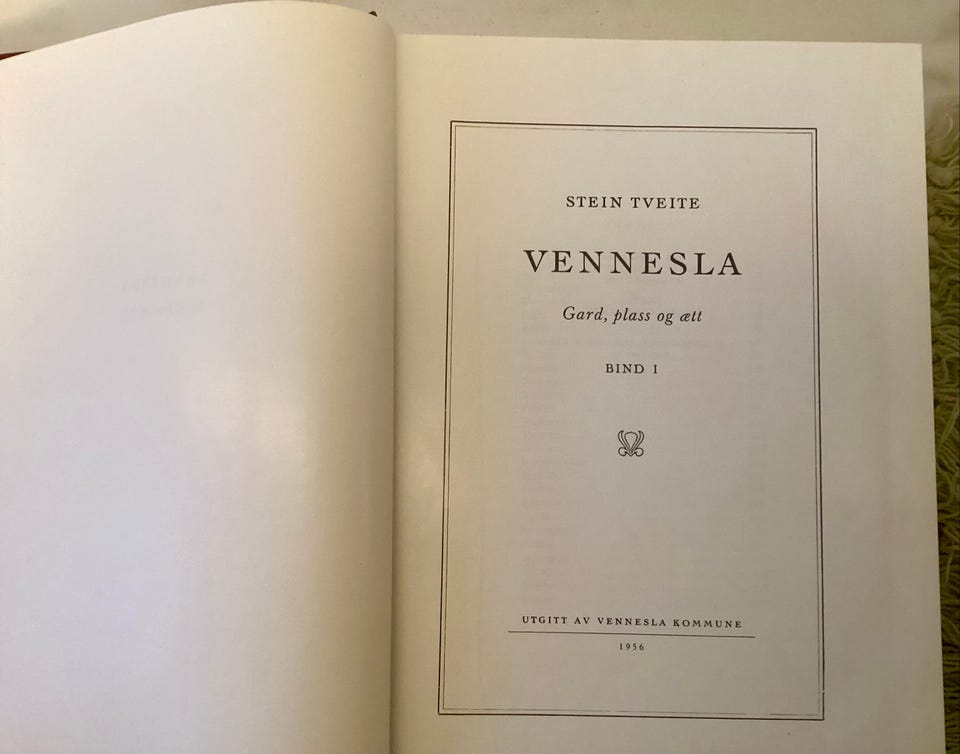 STEIN TVEITE
VENNESLA
Gard, plass og ætt
BIND I
UTGITT AV VENNESLA KOMMUNE
1956